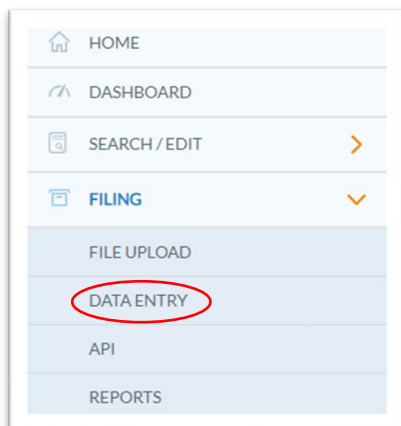 HOME
DASHBOARD
SEARCH / EDIT
FILING
FILE UPLOAD
DATA ENTRY
API
REPORTS